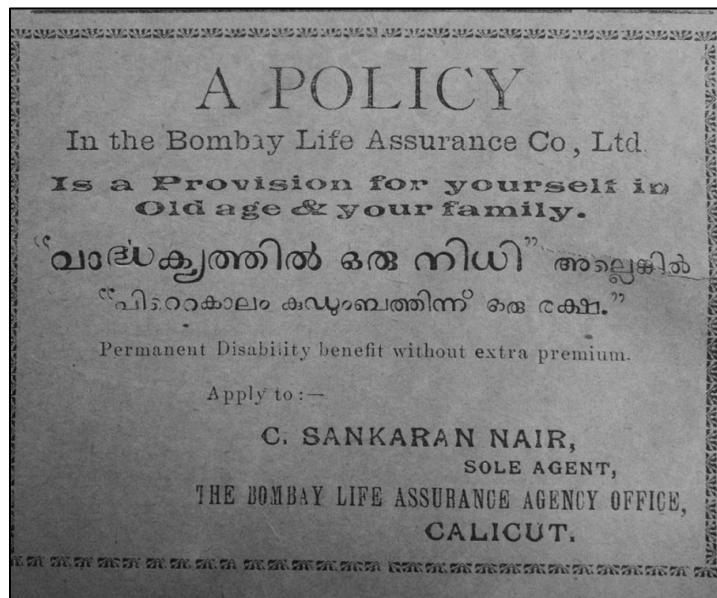 A POLICY
In the Bombay Life Assurance Co, Ltd.
Is a Provision for yourself in
Old age & your family.
“വാൎദ്ധക്യത്തിൽ ഒരു നിധി” അല്ലെങ്കിൽ
“പിററകാലം കുഡുംബത്തിന്ന് ഒരു രക്ഷ.”
Permanent Disability benefit without extra premium.
Apply to:—
C. SANKARAN NAIR,
SOLE AGENT,
THE BOMBAY LIFE ASSURANCE AGENCY OFFICE,
CALICUT.